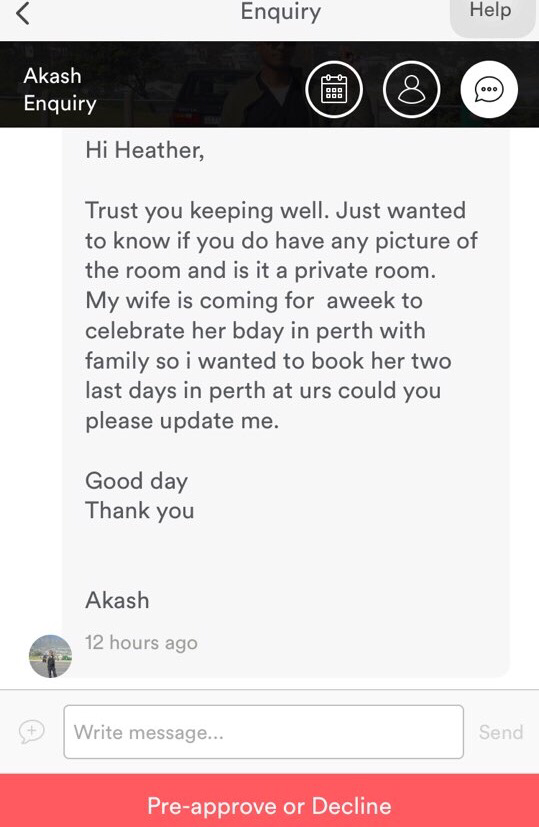 Enquiry
Help
Akash
Enquiry
Hi Heather,
Trust you keeping well. Just wanted
to know if you do have any picture of
the room and is it a private room.
My wife is coming for  aweek to
celebrate her bday in perth with
family so i wanted to book her two
last days in perth at urs could you
please update me.
Good day
Thank you
Akash
12 hours ago
Write message...
Send
Pre-approve or Decline